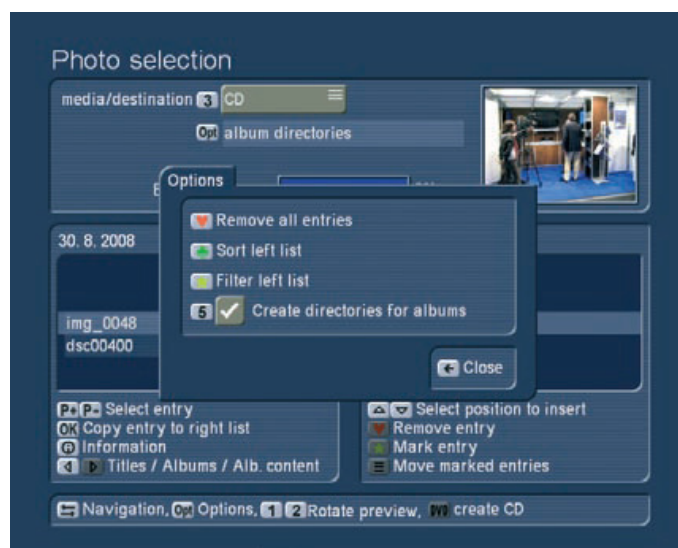 Photo selection
media/destination 3 CD
Opt album directories
Options
Remove all entries
Sort left list
Filter left list
5 Create directories for albums
Close
30. 8. 2008
img_0048
dsc00400
P+ P- Select entry
OK Copy entry to right list
Information
Titles / Albums / Alb. content
Select position to insert
Remove entry
Mark entry
Move marked entries
Navigation, Opt Options, 1 2 Rotate preview, DVD create CD